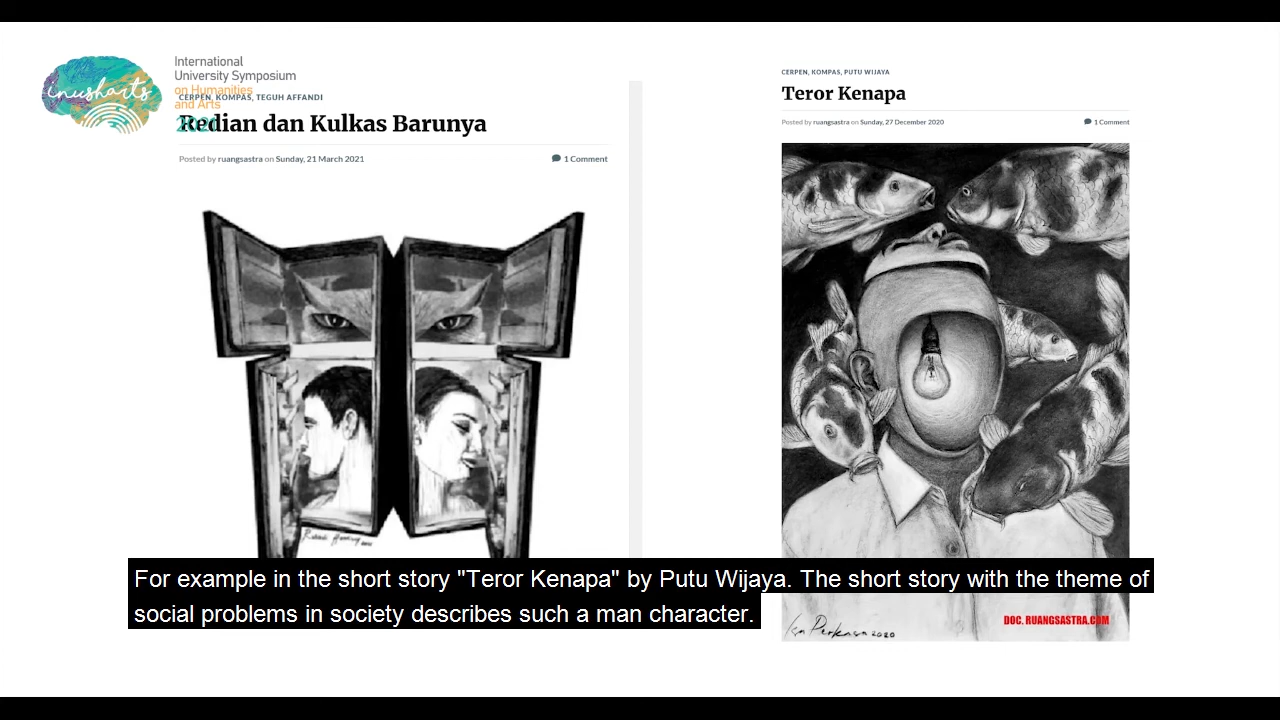 inusharts
International
University Symposium
on Humanities
and Arts
2021
CERPEN, KOMPAS, TEGUH AFFANDI
Redian dan Kulkas Barunya
Posted by ruangsastra on Sunday, 21 March 2021
1 Comment
CERPEN, KOMPAS, PUTU WIJAYA
Teror Kenapa
Posted by ruangsastra on Sunday, 27 December 2020
1 Comment
For example in the short story "Teror Kenapa" by Putu Wijaya. The short story with the theme of
social problems in society describes such a man character.
DOC. RUANGSASTRA.COM
2020